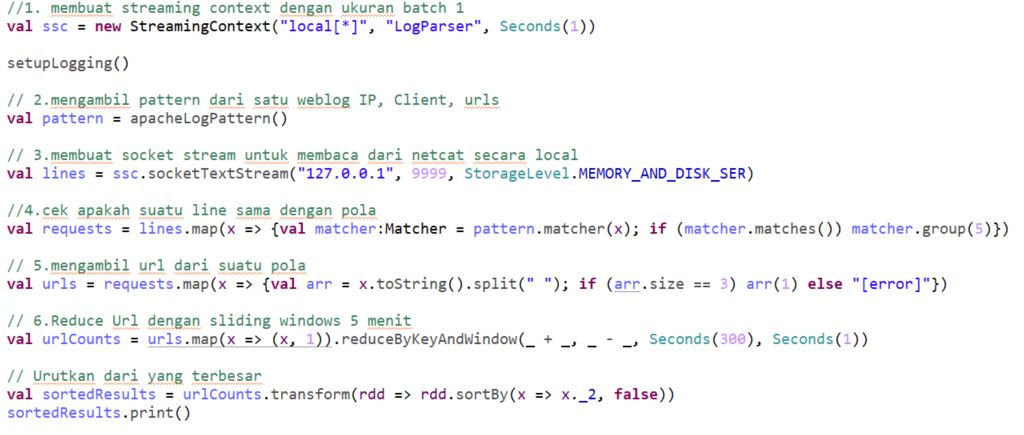 //1. membuat streaming context dengan ukuran batch 1
val ssc = new StreamingContext("local[*]", "LogParser", Seconds(1))
setupLogging()
// 2.mengambil pattern dari satu weblog IP, Client, urls
val pattern = apacheLogPattern()
// 3.membuat socket stream untuk membaca dari netcat secara local
val lines = ssc.socketTextStream("127.0.0.1", 9999, StorageLevel.MEMORY_AND_DISK_SER)
//4.cek apakah suatu line sama dengan pola
val requests = lines.map(x => {val matcher:Matcher = pattern.matcher(x); if (matcher.matches()) matcher.group(5)})
// 5.mengambil url dari suatu pola
val urls = requests.map(x => {val arr = x.toString().split(" "); if (arr.size == 3) arr(1) else "[error]"})
// 6.Reduce Url dengan sliding windows 5 menit
val urlCounts = urls.map(x => (x, 1)).reduceByKeyAndWindow(_ + _, _ - _, Seconds(300), Seconds(1))
// Urutkan dari yang terbesar
val sortedResults = urlCounts.transform(rdd => rdd.sortBy(x => x._2, false))
sortedResults.print()